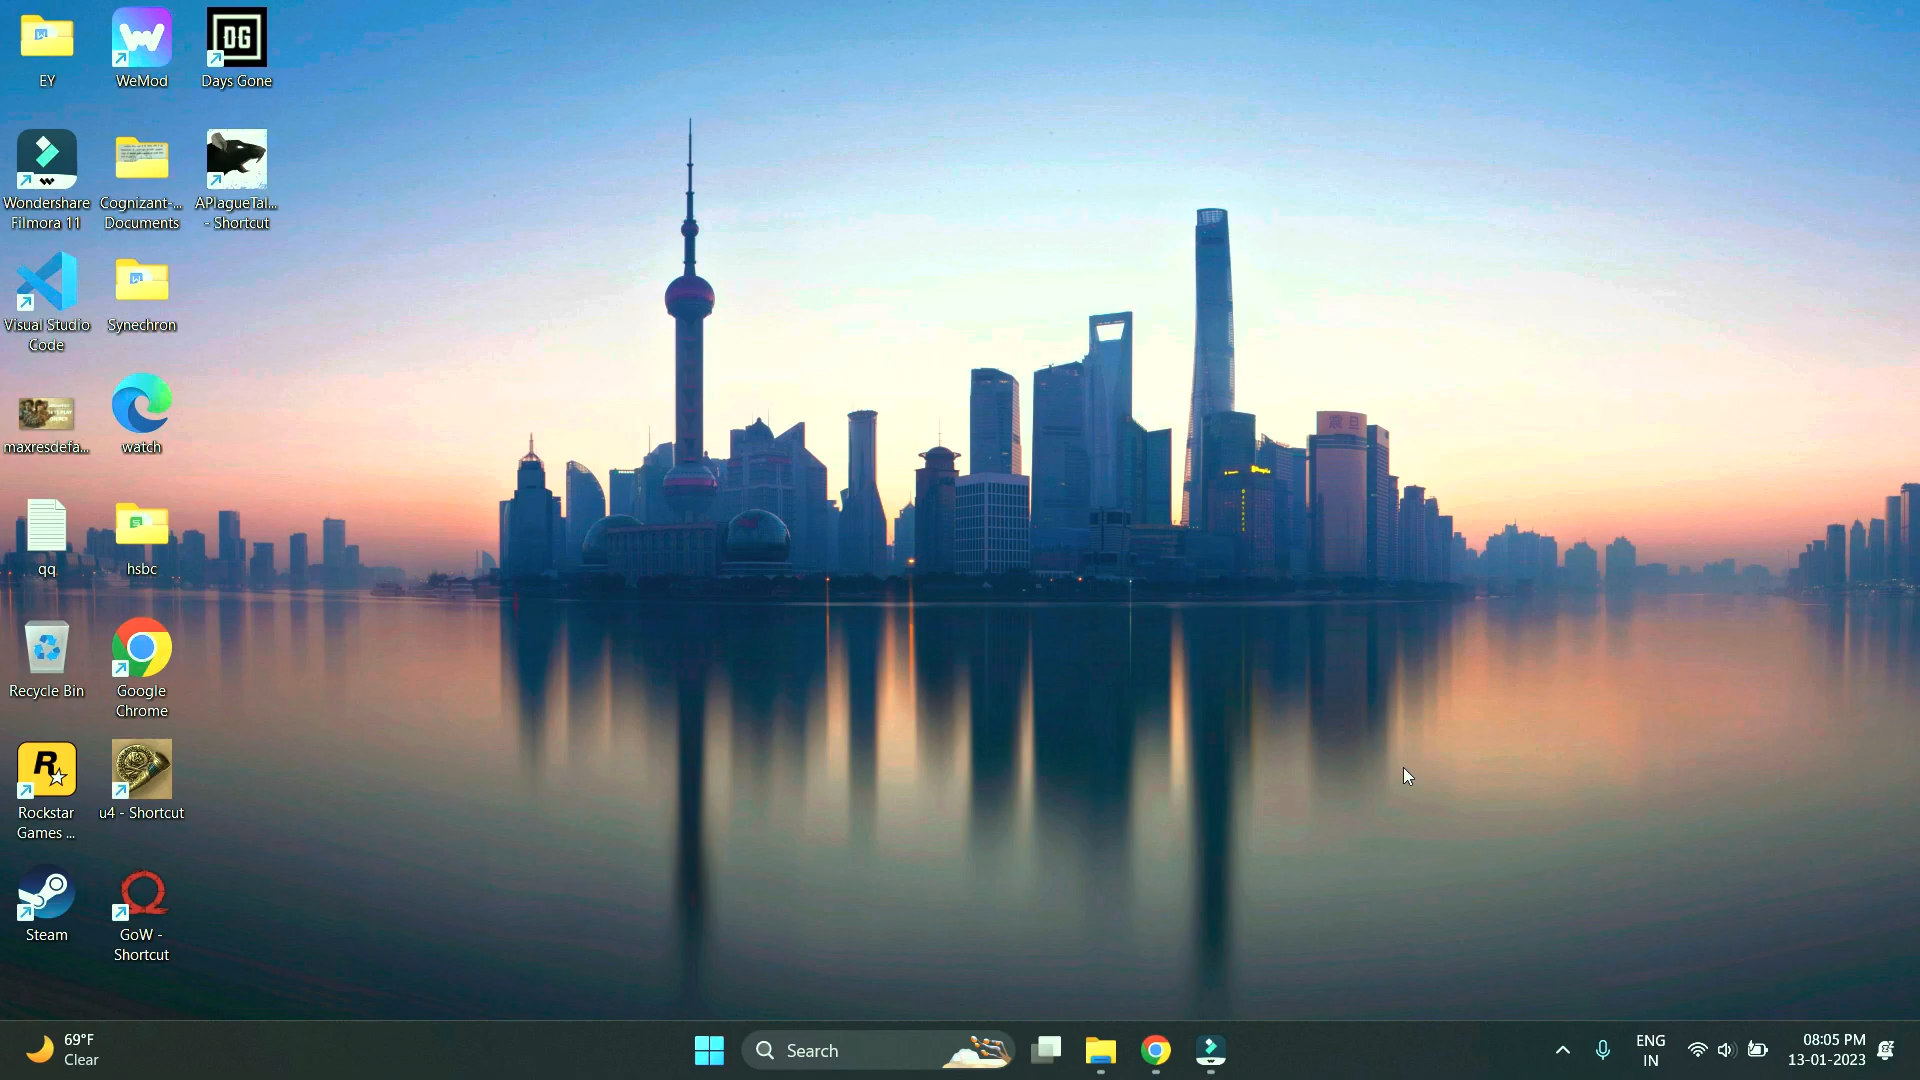 EY
WeMod
DG
Days Gone
Wondershare
Filmora 11
Cognizant-...
Documents
APlagueTal...
- Shortcut
Visual Studio
Code
Synechron
maxresdefa...
watch
qq
hsbc
Recycle Bin
Google
Chrome
R
Rockstar
Games ...
u4 - Shortcut
Steam
GoW -
Shortcut
震旦
69°F
Clear
Search
ENG
IN
08:05 PM
13-01-2023